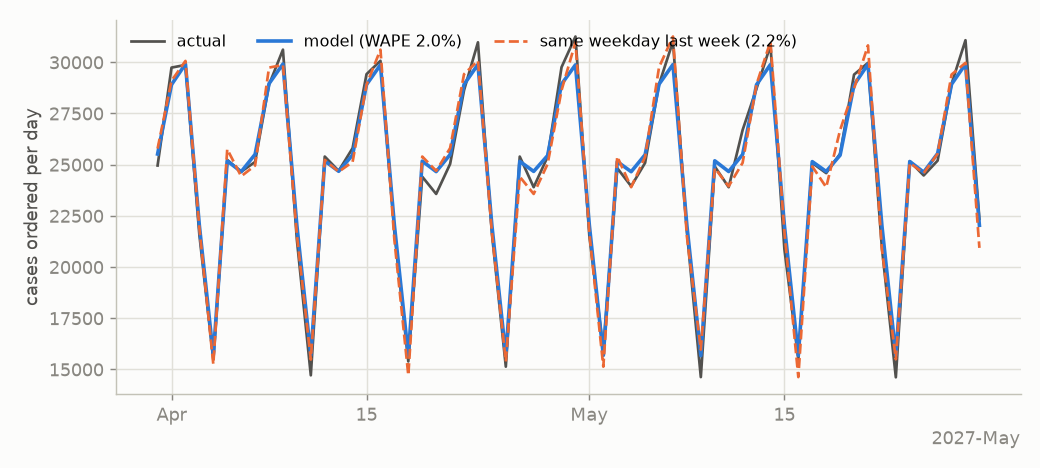 actual
model (WAPE 2.0%)
same weekday last week (2.2%)
cases ordered per day
30000
27500
25000
22500
20000
17500
15000
Apr
15
May
15
2027-May